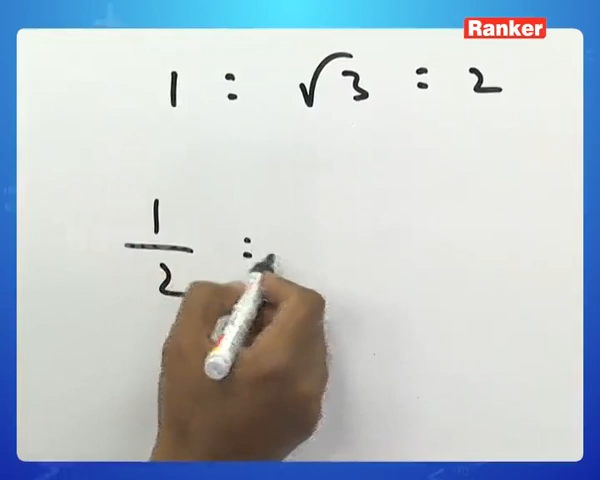 Ranker
1 : √3 : 2
1/2 :